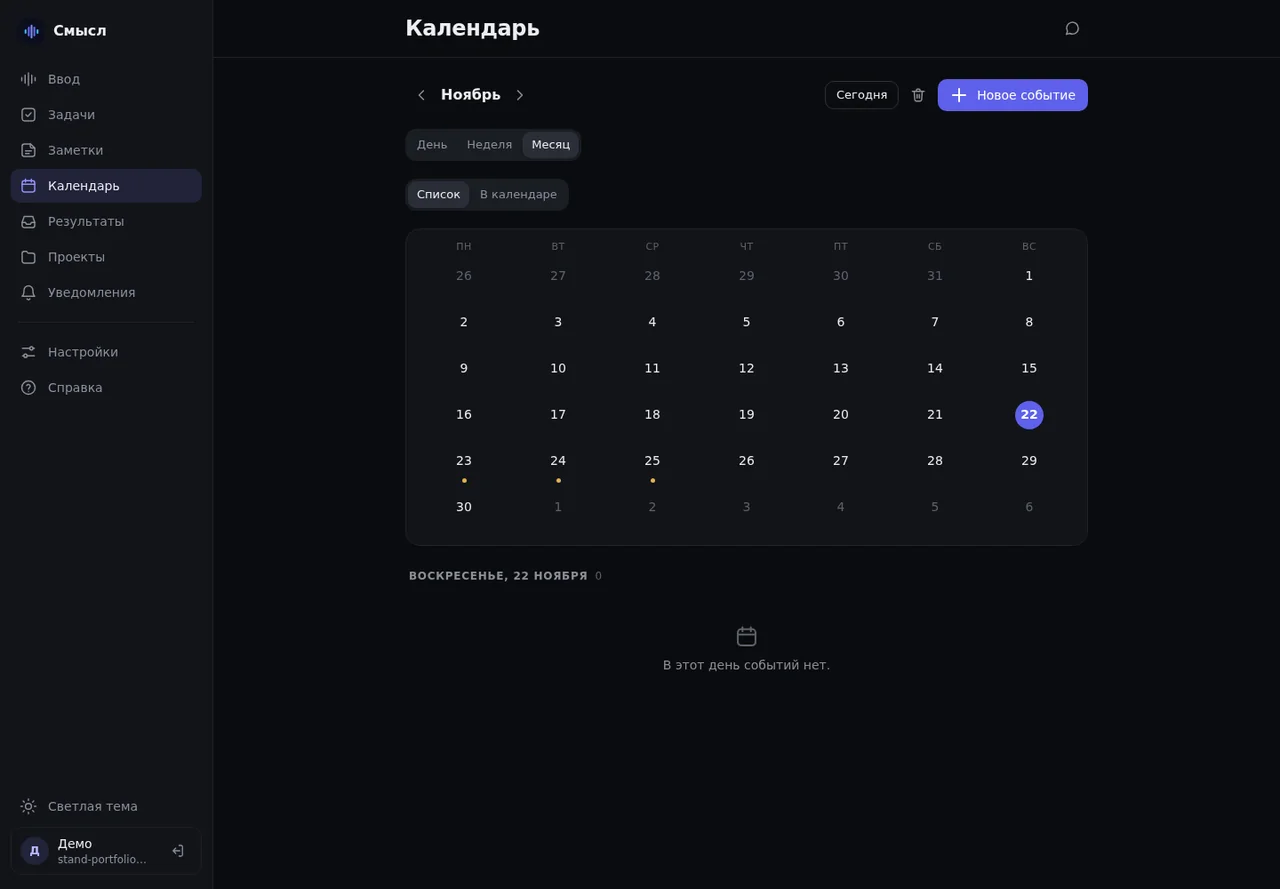 Смысл
Ввод
Задачи
Заметки
Календарь
Результаты
Проекты
Уведомления
Настройки
Справка
Светлая тема
Д
Демо
stand-portfolio...
Календарь
Ноябрь
Сегодня
Новое событие
День Неделя Месяц
Список В календаре
ПН ВТ СР ЧТ ПТ СБ ВС
26 27 28 29 30 31 1
2 3 4 5 6 7 8
9 10 11 12 13 14 15
16 17 18 19 20 21 22
23 24 25 26 27 28 29
30 1 2 3 4 5 6
ВОСКРЕСЕНЬЕ, 22 НОЯБРЯ 0
В этот день событий нет.